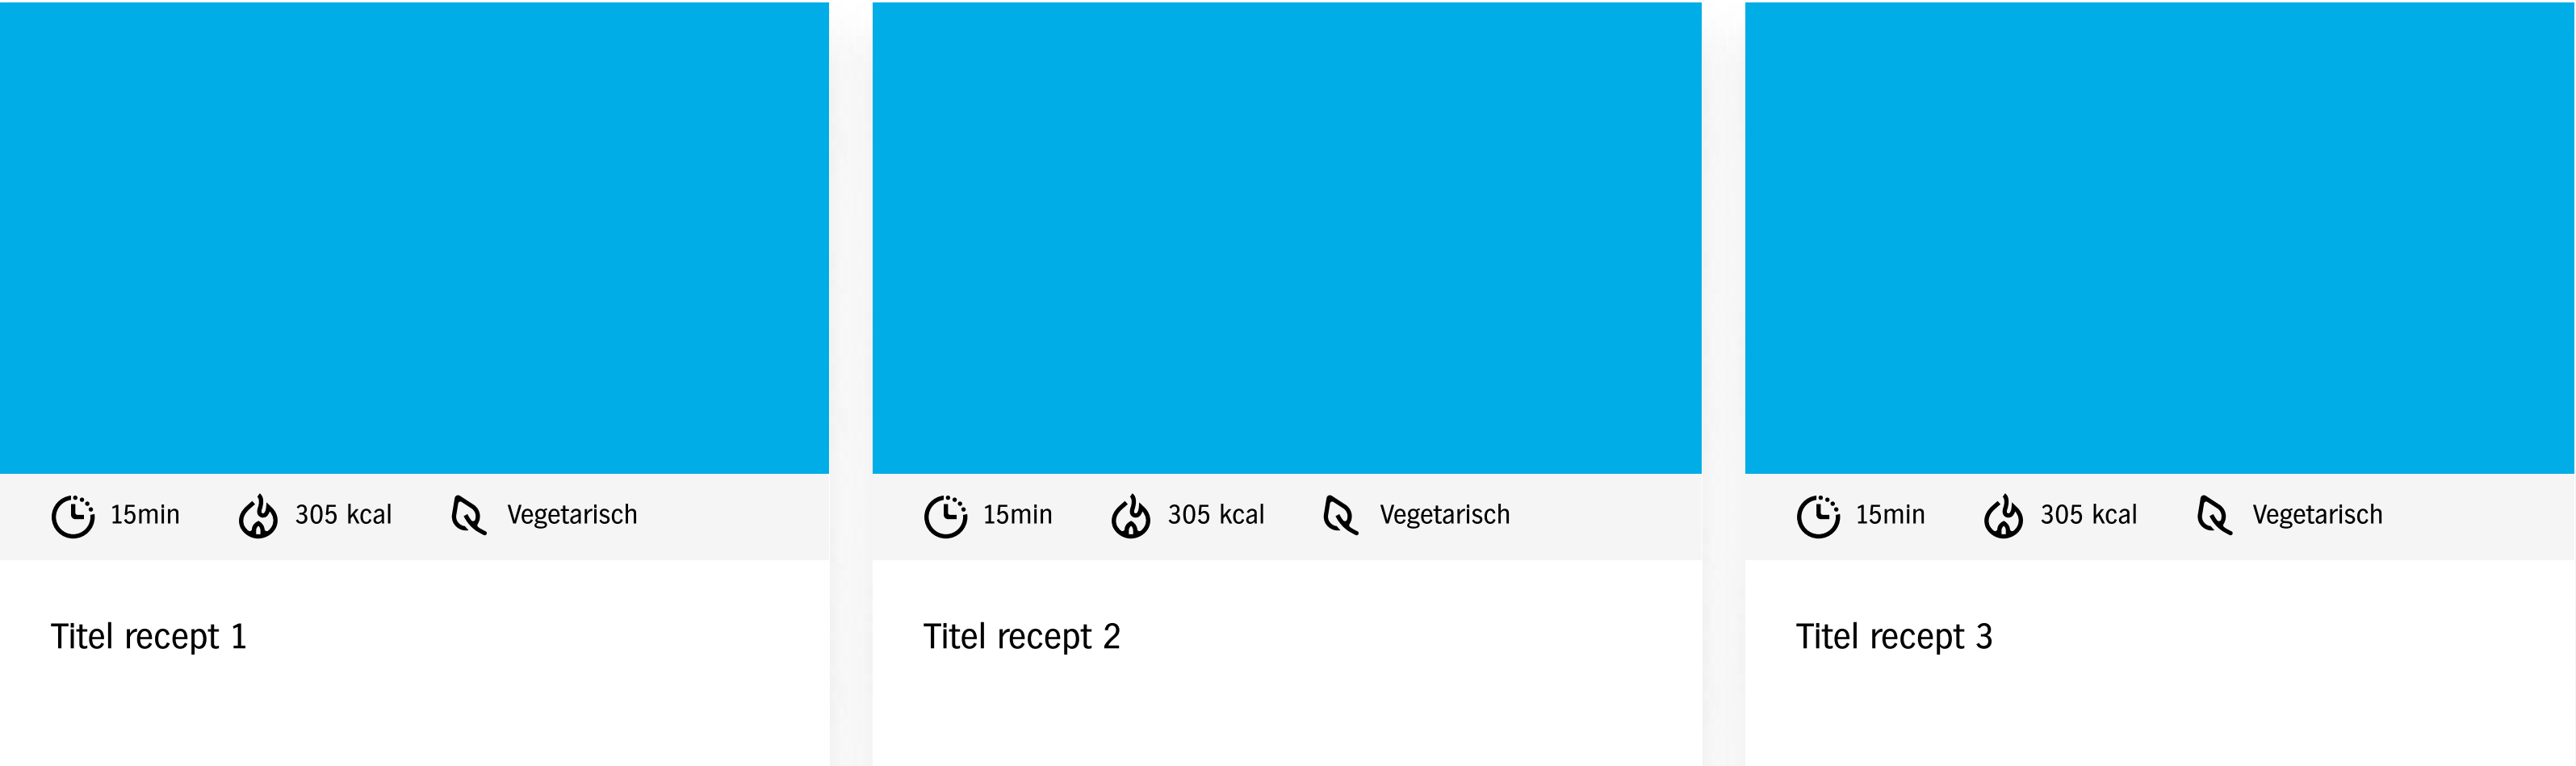 15min 305 kcal Vegetarisch
Titel recept 1
15min 305 kcal Vegetarisch
Titel recept 2
15min 305 kcal Vegetarisch
Titel recept 3